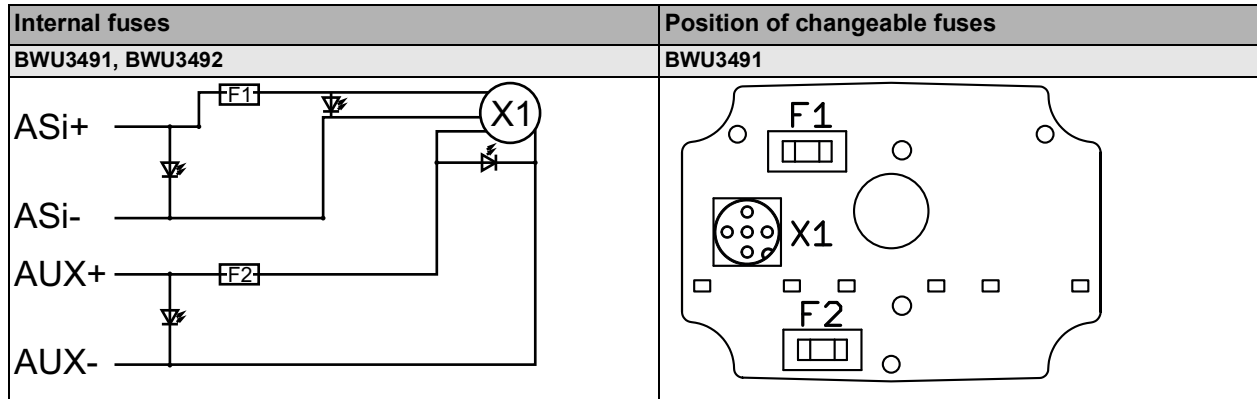 Internal fuses
Position of changeable fuses
BWU3491, BWU3492
BWU3491
ASi+
F1
X1
ASi-
AUX+
F2
AUX-
F1
X1
F2